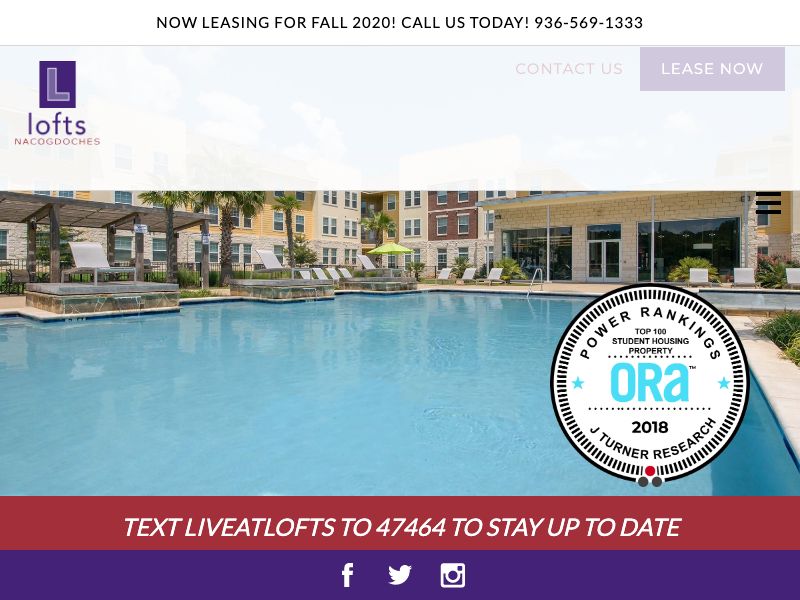 NOW LEASING FOR FALL 2020! CALL US TODAY! 936-569-1333
CONTACT US
LEASE NOW
L
lofts
NACOGDOCHES
POWER RANKINGS
TOP 100
STUDENT HOUSING
PROPERTY
ORa™
2018
J TURNER RESEARCH
TEXT LIVEATLOFTS TO 47464 TO STAY UP TO DATE